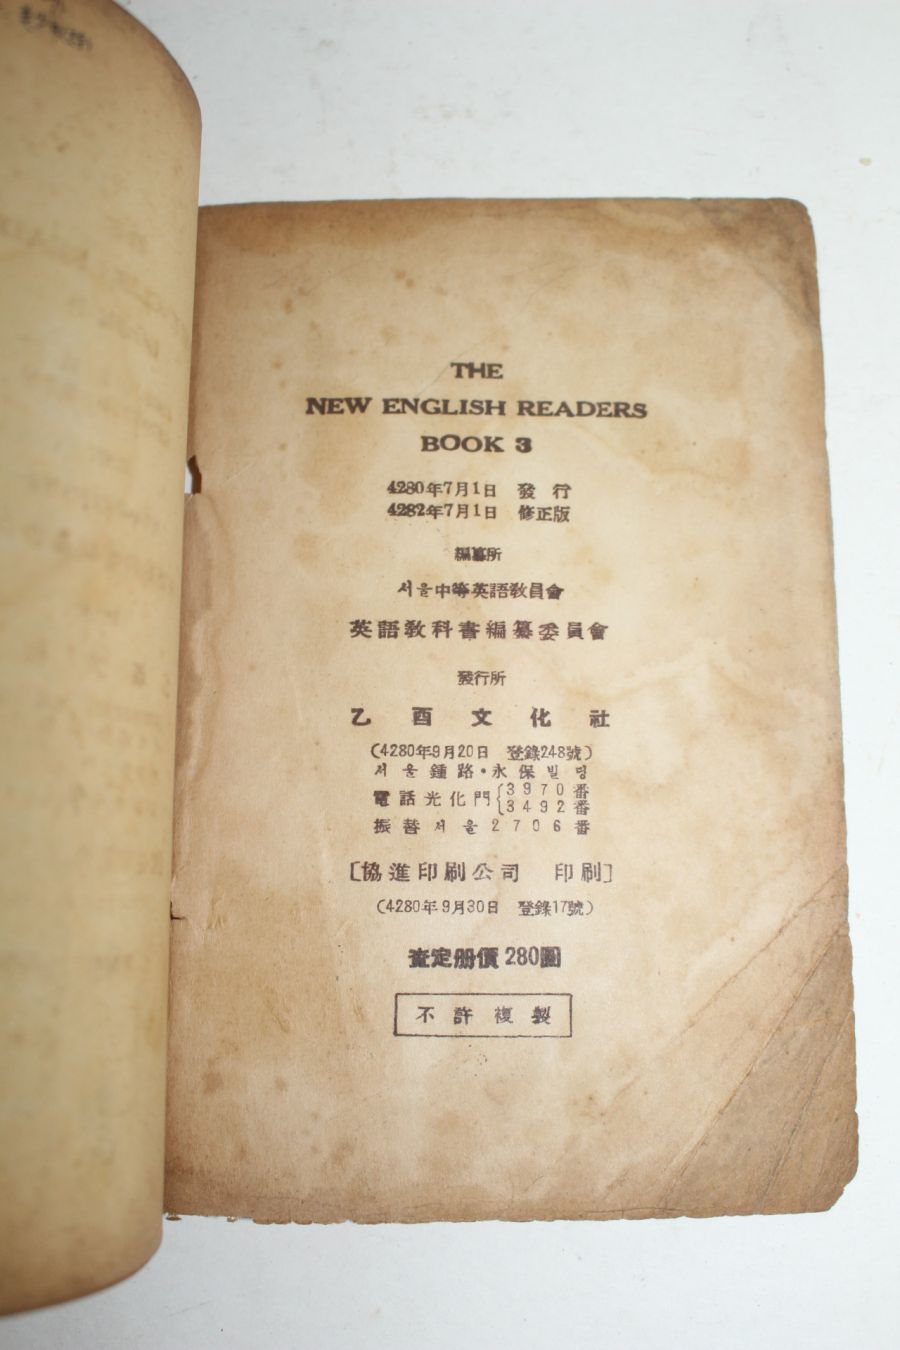 THE
NEW ENGLISH READERS
BOOK 3
4280年7月1日 發行
4282年7月1日 修正版
編纂所
서울中等英語敎員會
英語敎科書編纂委員會
發行所
乙酉文化社
(4280年9月20日 登錄248號)
서울鍾路·永保빌딩
電話光化門{3970番
3492番
振替서울2706番
[協進印刷公司 印刷]
(4280年9月30日 登錄17號)
査定册價280圓
不許複製